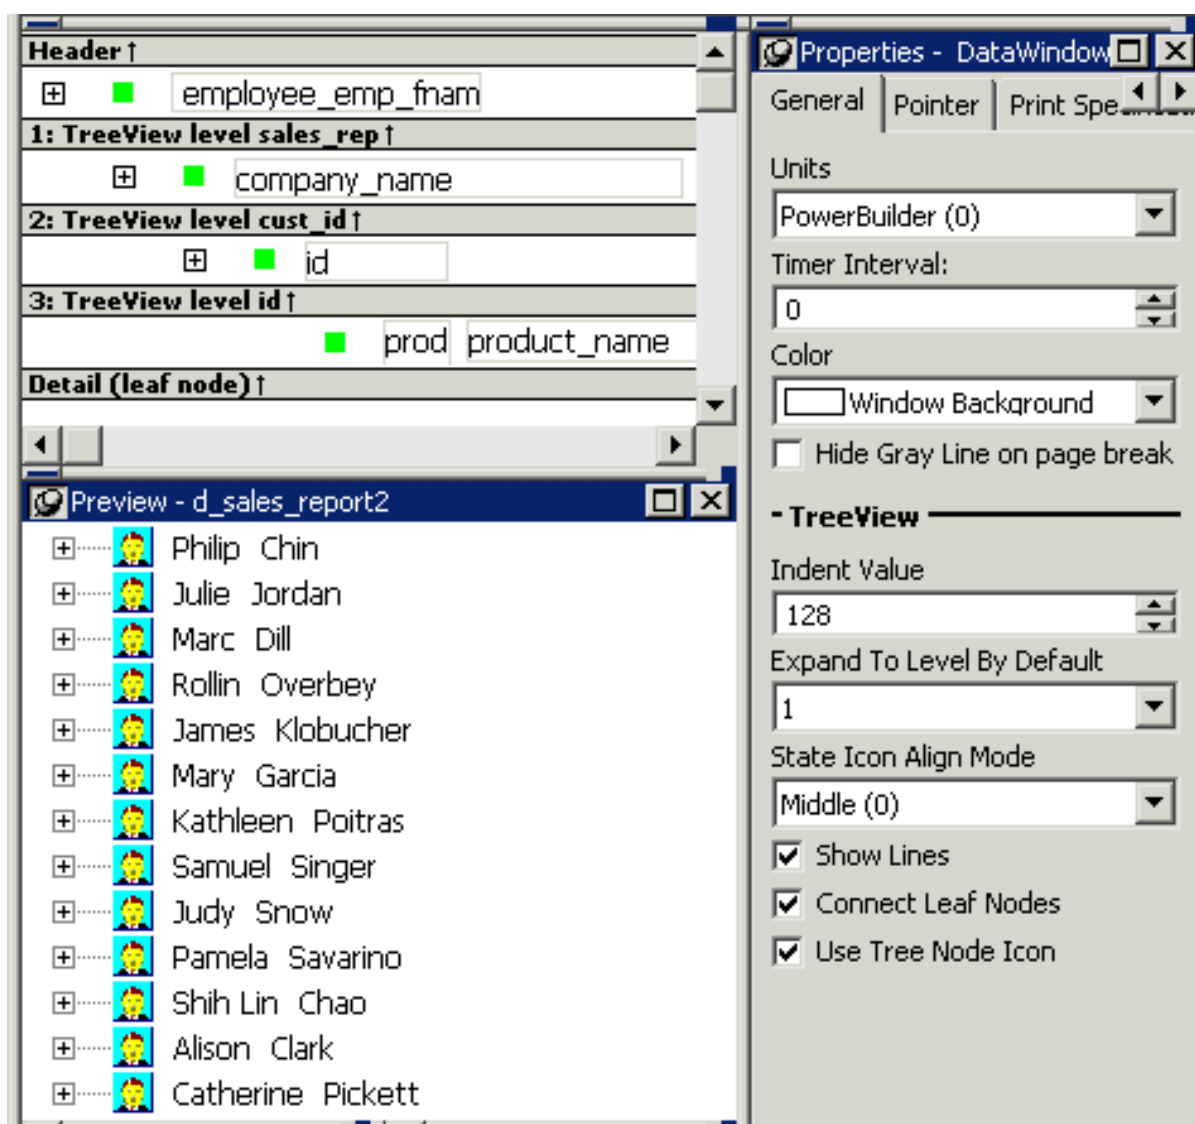 Header ↑
employee_emp_fnam
1: TreeView level sales_rep ↑
company_name
2: TreeView level cust_id ↑
id
3: TreeView level id ↑
prod product_name
Detail (leaf node) ↑
Preview - d_sales_report2
Philip Chin
Julie Jordan
Marc Dill
Rollin Overbey
James Klobucher
Mary Garcia
Kathleen Poitras
Samuel Singer
Judy Snow
Pamela Savarino
Shih Lin Chao
Alison Clark
Catherine Pickett
Properties - DataWindow
General Pointer Print
Units
PowerBuilder (0)
Timer Interval:
0
Color
Window Background
Hide Gray Line on page break
- TreeView
Indent Value
128
Expand To Level By Default
1
State Icon Align Mode
Middle (0)
Show Lines
Connect Leaf Nodes
Use Tree Node Icon